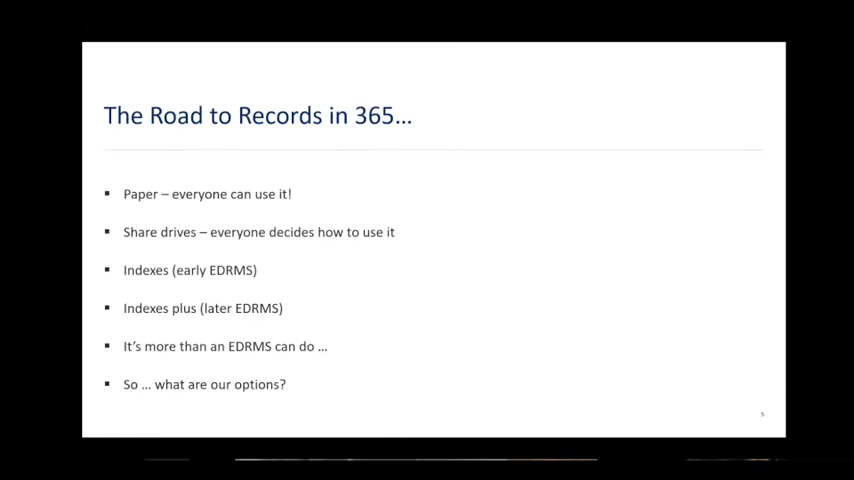 The Road to Records in 365…
▪ Paper – everyone can use it!
▪ Share drives – everyone decides how to use it
▪ Indexes (early EDRMS)
▪ Indexes plus (later EDRMS)
▪ It’s more than an EDRMS can do …
▪ So … what are our options?
5